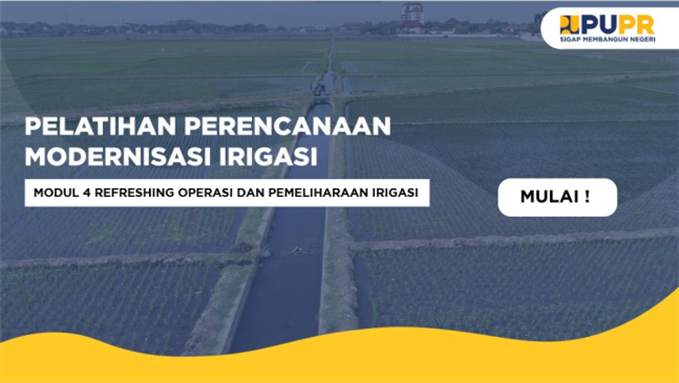 PUPR
SIGAP MEMBANGUN NEGERI
PELATIHAN PERENCANAAN
MODERNISASI IRIGASI
MODUL 4 REFRESHING OPERASI DAN PEMELIHARAAN IRIGASI
MULAI !